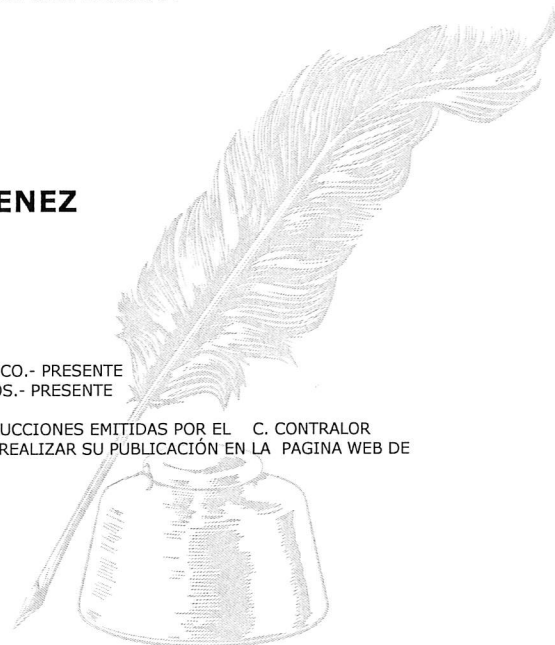 ENEZ
CO.- PRESENTE
OS.- PRESENTE
UCCIONES EMITIDAS POR EL C. CONTRALOR
REALIZAR SU PUBLICACIÓN EN LA PAGINA WEB DE